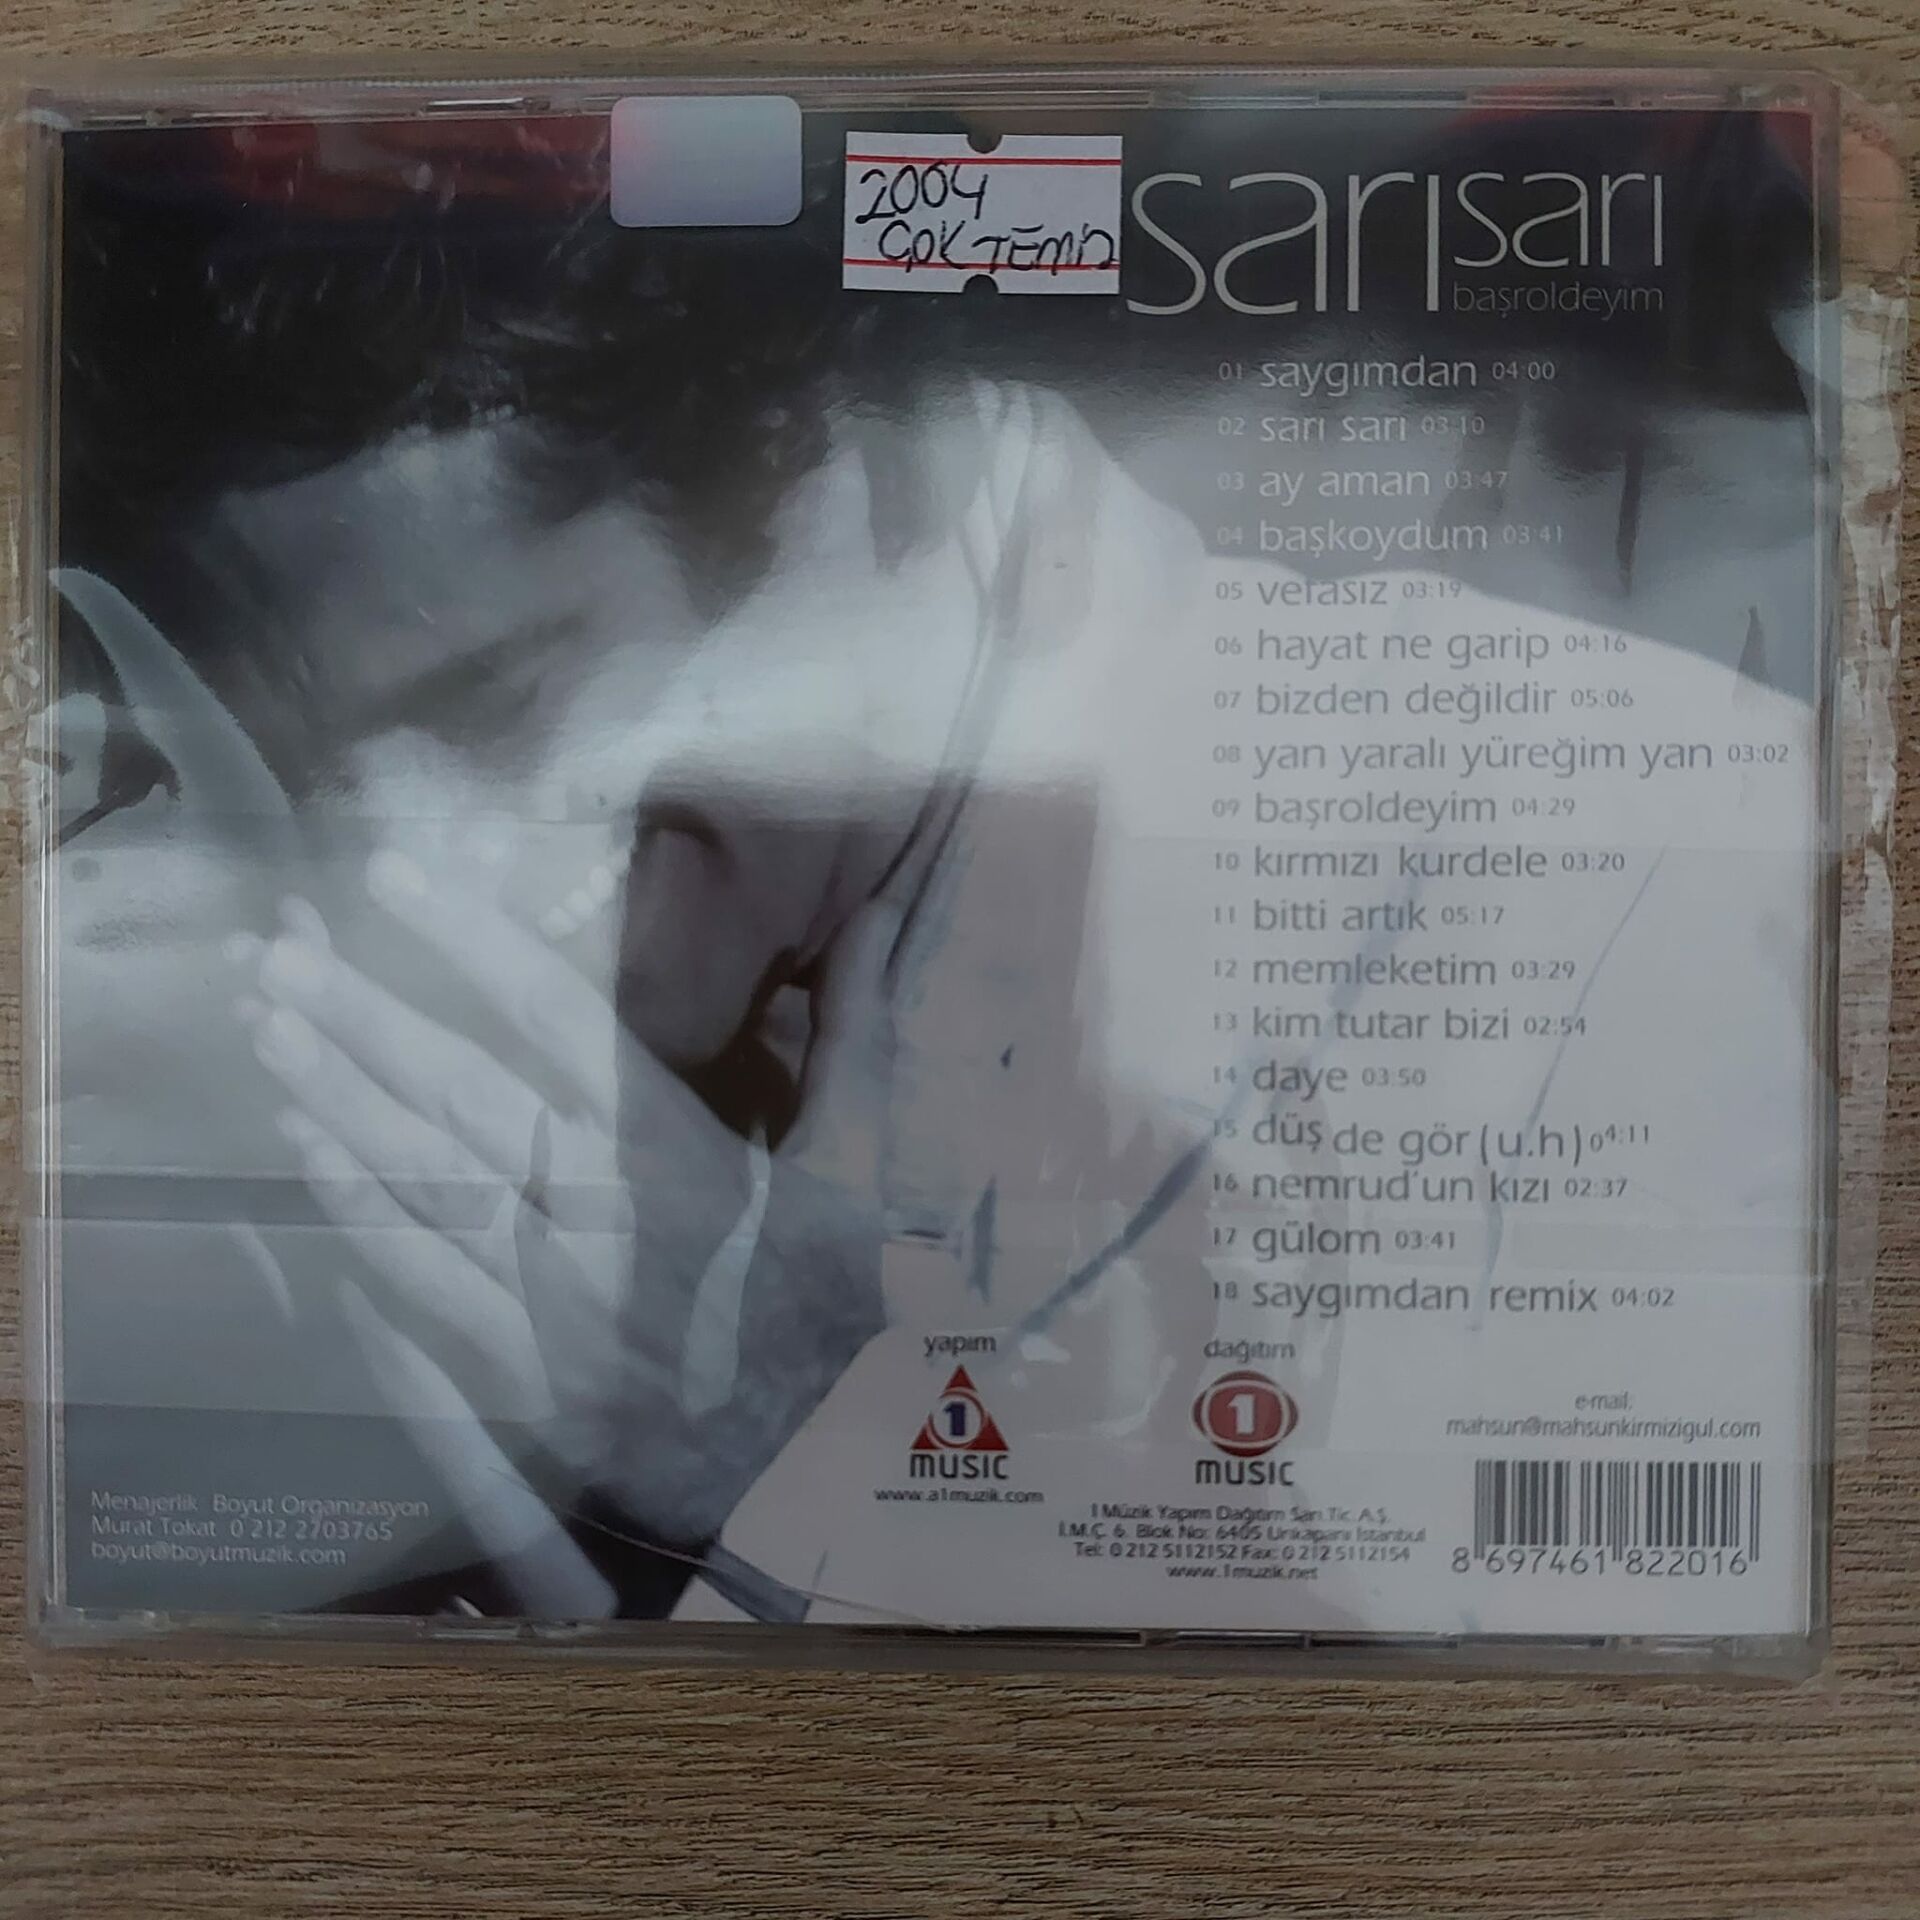 2004
ÇOK TEMİZ
sarısarı
başroldeyim
01 saygımdan 04:00
02 sarı sarı 03:10
03 ay aman 03:47
04 başkoydum 03:41
05 vefasız 03:19
06 hayat ne garip 04:16
07 bizden değildir 05:06
08 yan yaralı yüreğim yan 03:02
09 başroldeyim 04:29
10 kırmızı kurdele 03:20
11 bitti artık 05:17
12 memleketim 03:29
13 kim tutar bizi 02:54
14 daye 03:50
15 düş de gör (u.h) 04:11
16 nemrud'un kızı 02:37
17 gülom 03:41
18 saygımdan remix 04:02
yapım
1
MUSIC
www.a1muzik.com
dağıtım
1
MUSIC
1 Müzik Yapım Dağıtım San. Tic. A.Ş.
İ.M.Ç. 6. Blok No: 6405 Unkapanı İstanbul
Tel: 0 212 5112152 Fax: 0 212 5112154
www.1muzik.net
e-mail:
mahsun@mahsunkirmizigul.com
8 697461 822016
Menajerlik Boyut Organizasyon
Murat Tokat 0 212 2703765
boyut@boyutmuzik.com